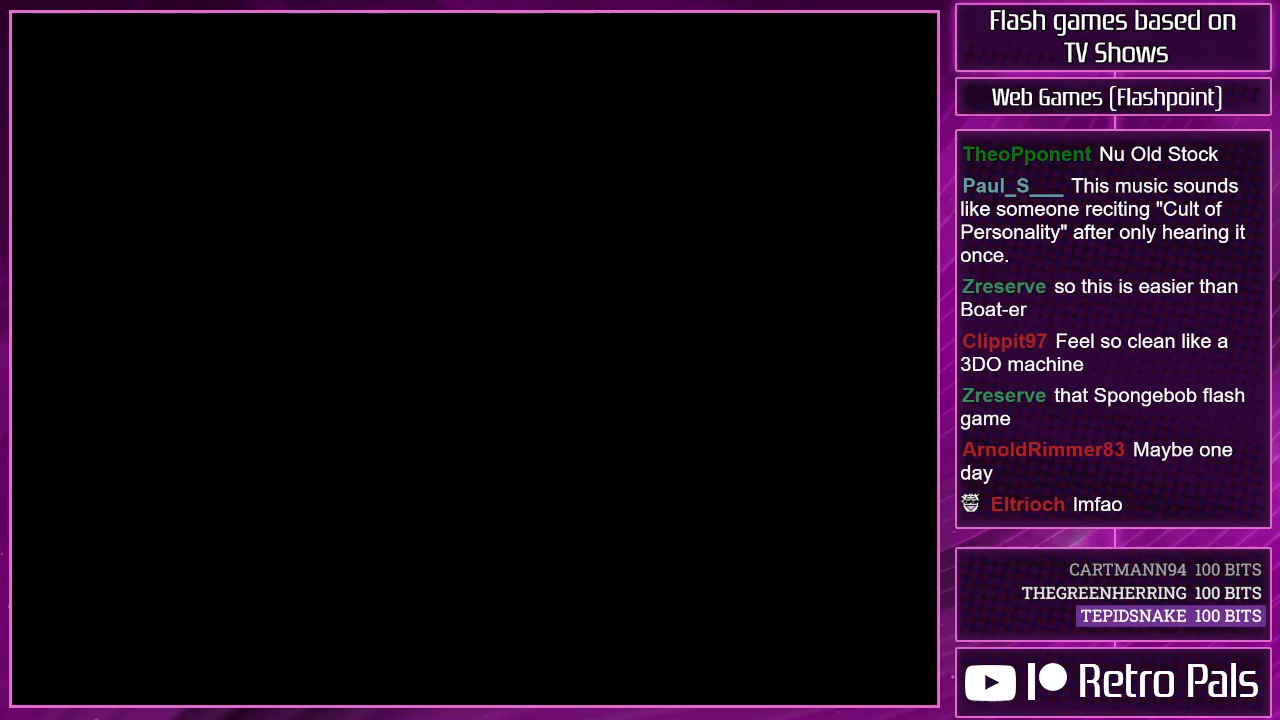 Flash games based on
TV Shows
Web Games (Flashpoint)
TheoPponent Nu Old Stock
Paul_S___ This music sounds
like someone reciting "Cult of
Personality" after only hearing it
once.
Zreserve so this is easier than
Boat-er
Clippit97 Feel so clean like a
3DO machine
Zreserve that Spongebob flash
game
ArnoldRimmer83 Maybe one
day
Eltrioch lmfao
CARTMANN94 100 BITS
THEGREENHERRING 100 BITS
TEPIDSNAKE 100 BITS
Retro Pals